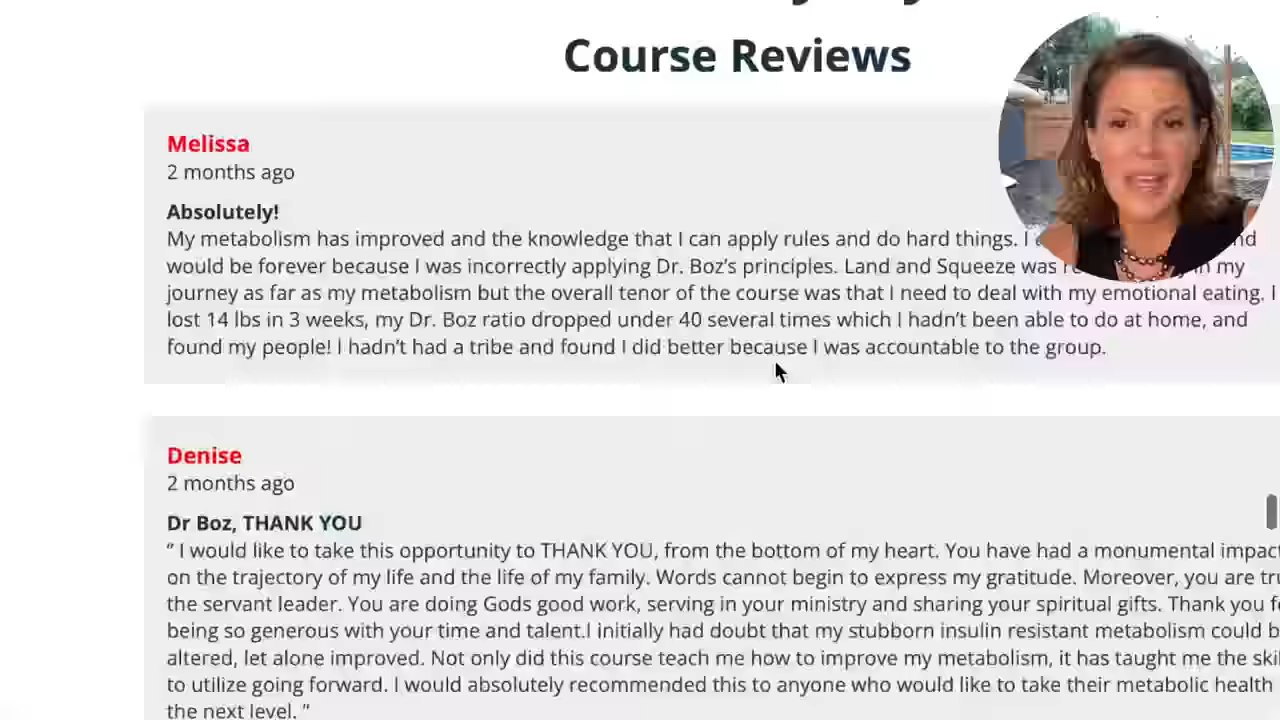 Course Reviews
Melissa
2 months ago
Absolutely!
My metabolism has improved and the knowledge that I can apply rules and do hard things. I
would be forever because I was incorrectly applying Dr. Boz's principles. Land and Squeeze was in my
journey as far as my metabolism but the overall tenor of the course was that I need to deal with my emotional eating. I
lost 14 lbs in 3 weeks, my Dr. Boz ratio dropped under 40 several times which I hadn't been able to do at home, and
found my people! I hadn't had a tribe and found I did better because I was accountable to the group.
Denise
2 months ago
Dr Boz, THANK YOU
" I would like to take this opportunity to THANK YOU, from the bottom of my heart. You have had a monumental impact
on the trajectory of my life and the life of my family. Words cannot begin to express my gratitude. Moreover, you are
the servant leader. You are doing Gods good work, serving in your ministry and sharing your spiritual gifts. Thank you
being so generous with your time and talent.I initially had doubt that my stubborn insulin resistant metabolism could
altered, let alone improved. Not only did this course teach me how to improve my metabolism, it has taught me the
to utilize going forward. I would absolutely recommended this to anyone who would like to take their metabolic health
the next level. "